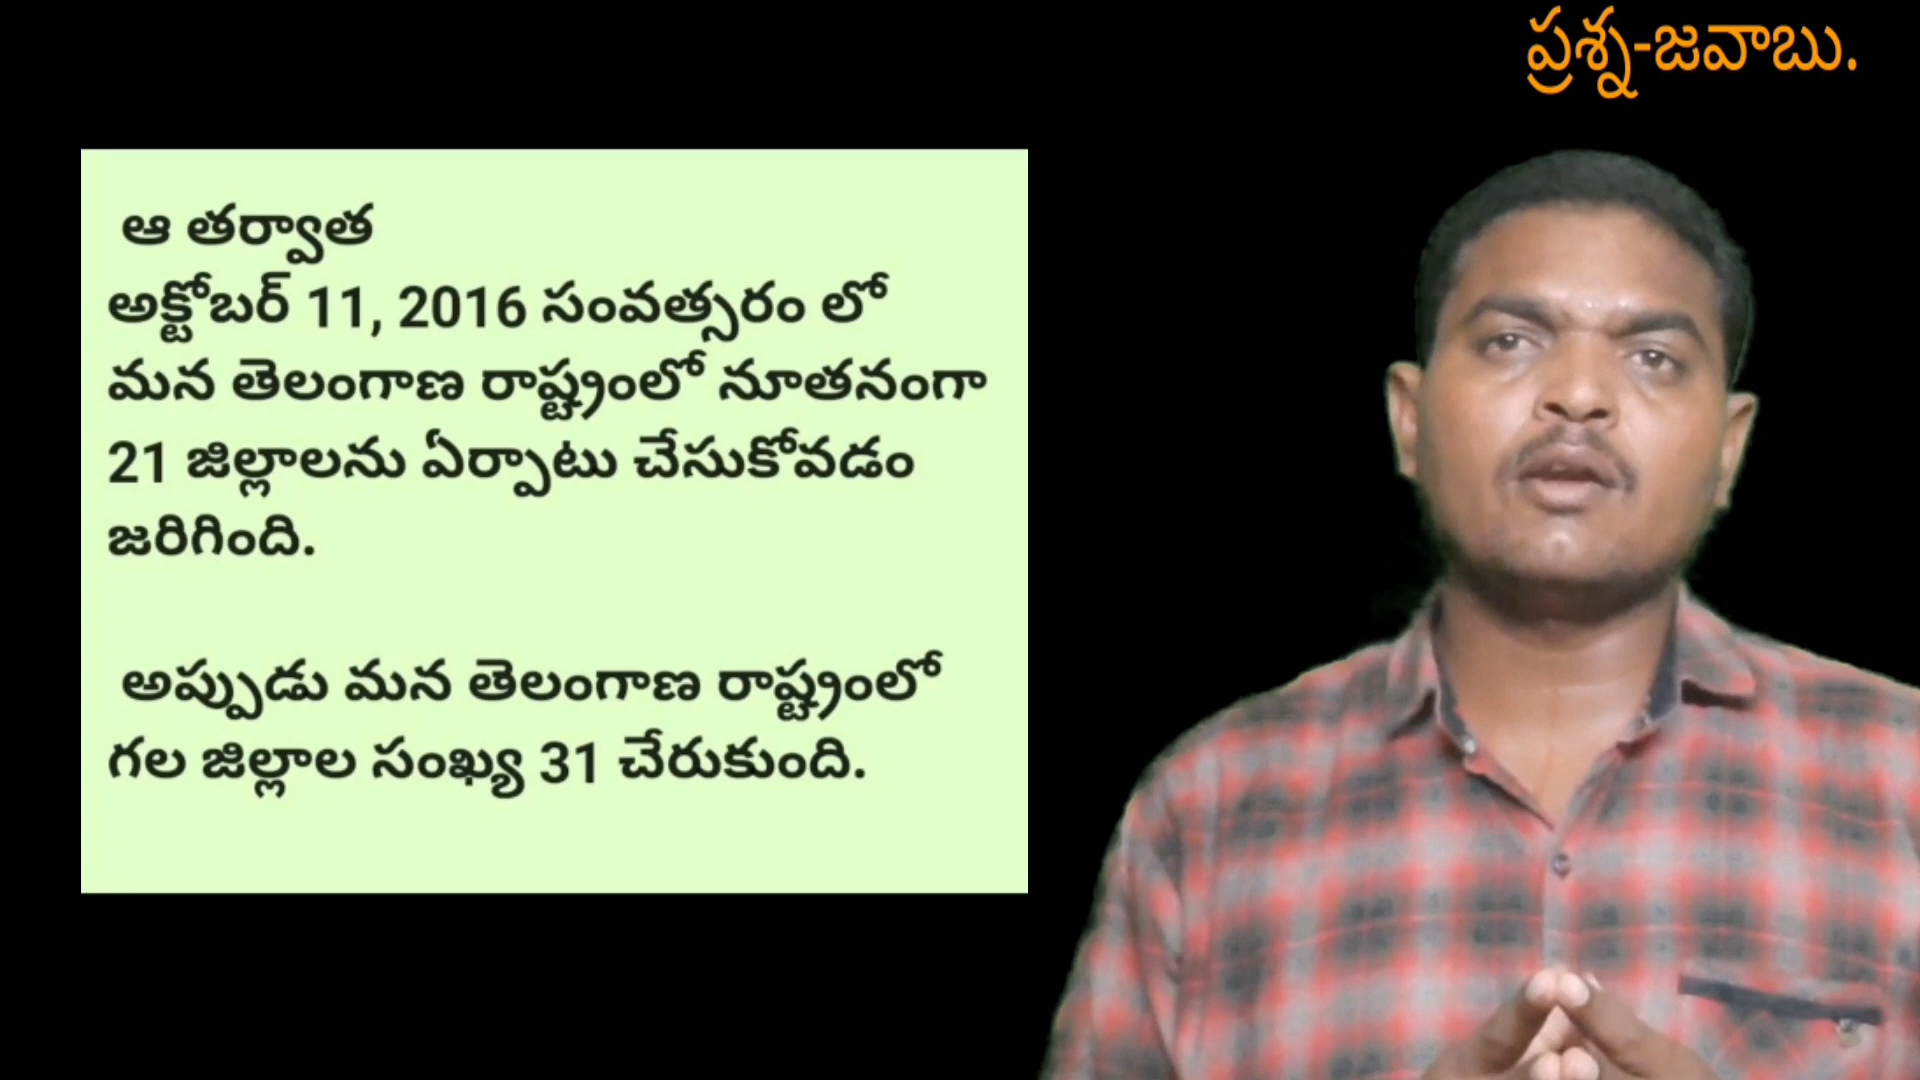 ప్రశ్న-జవాబు.
ఆ తర్వాత
అక్టోబర్ 11, 2016 సంవత్సరం లో
మన తెలంగాణ రాష్ట్రంలో నూతనంగా
21 జిల్లాలను ఏర్పాటు చేసుకోవడం
జరిగింది.
అప్పుడు మన తెలంగాణ రాష్ట్రంలో
గల జిల్లాల సంఖ్య 31 చేరుకుంది.